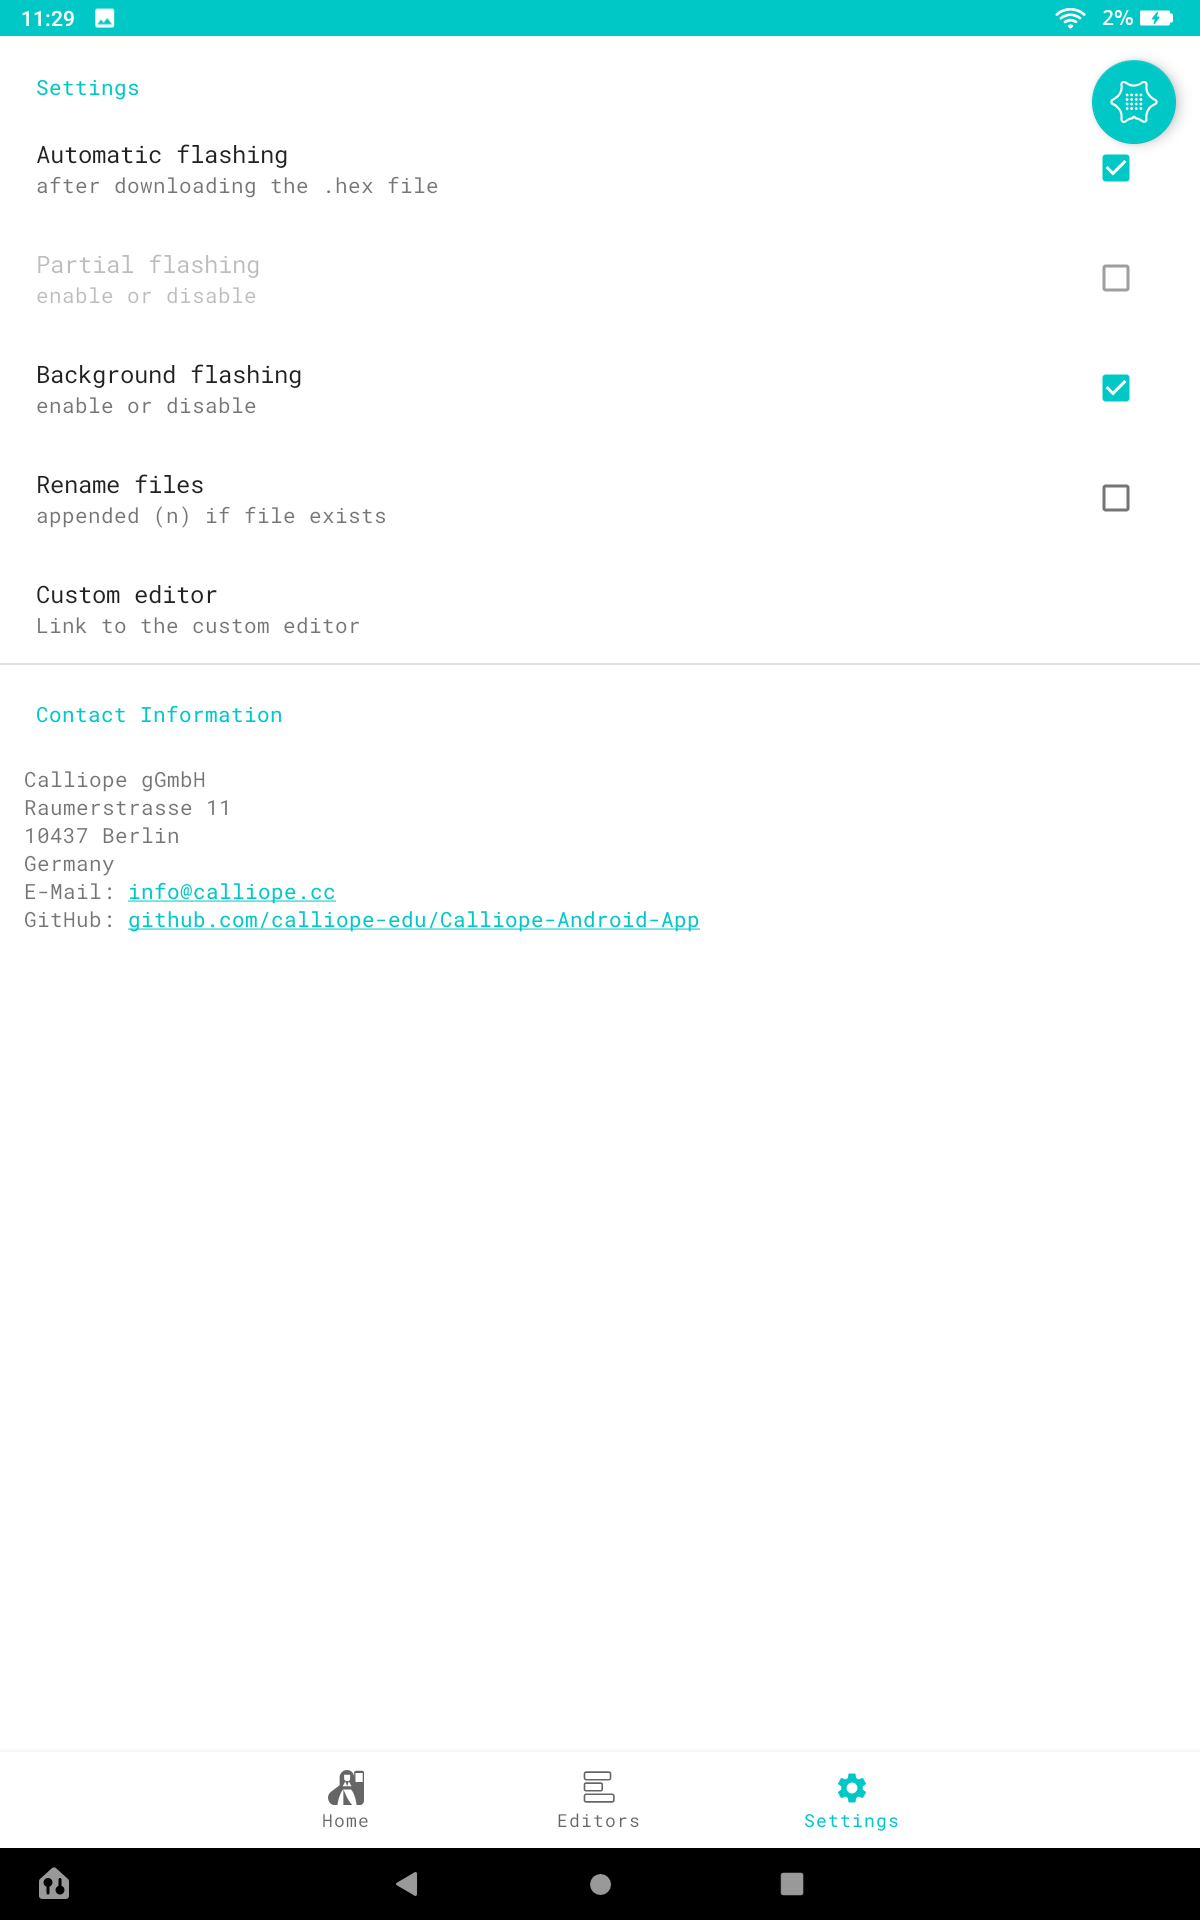 11:29
2%
Settings
Automatic flashing
after downloading the .hex file
Partial flashing
enable or disable
Background flashing
enable or disable
Rename files
appended (n) if file exists
Custom editor
Link to the custom editor
Contact Information
Calliope gGmbH
Raumerstrasse 11
10437 Berlin
Germany
E-Mail: info@calliope.cc
GitHub: github.com/calliope-edu/Calliope-Android-App
Home
Editors
Settings